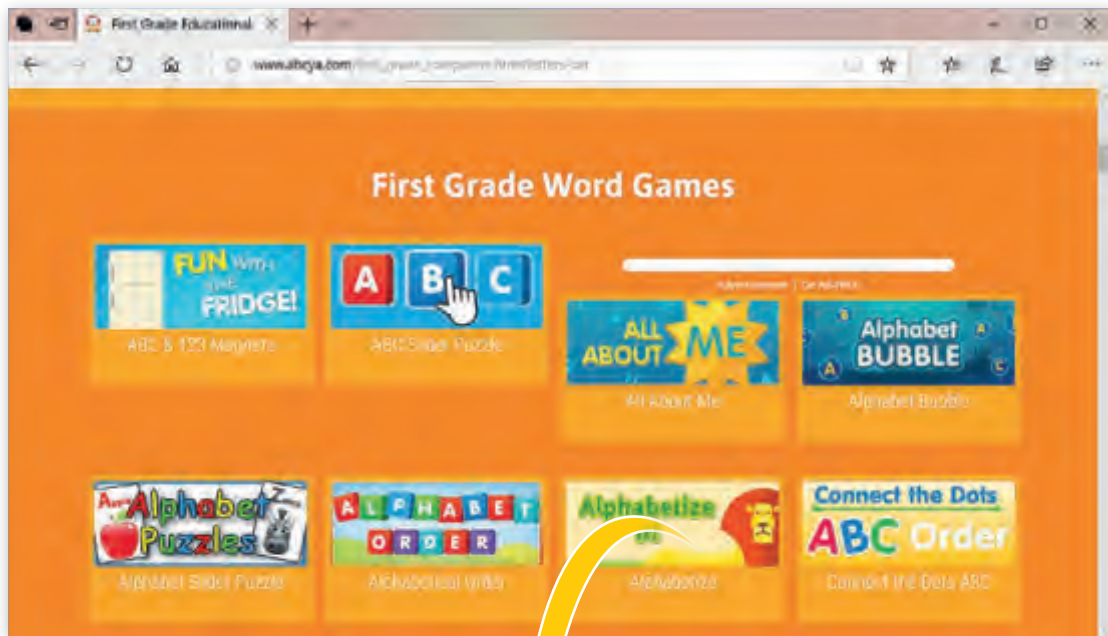 First Grade Educational
www.abcya.com
First Grade Word Games
FUN WITH
THE
FRIDGE!
ABC & 123 Magnets
A B C
ABC Slider Puzzle
ALL
ABOUT ME
All About Me
Alphabet
BUBBLE
B
A
A
C
Alphabet Bubble
Alphabet
Puzzles
Alphabet Slider Puzzle
ALPHABET
ORDER
Alphabetical Order
Alphabetize
Alphabetize
Connect the Dots
ABC Order
Connect the Dots ABC